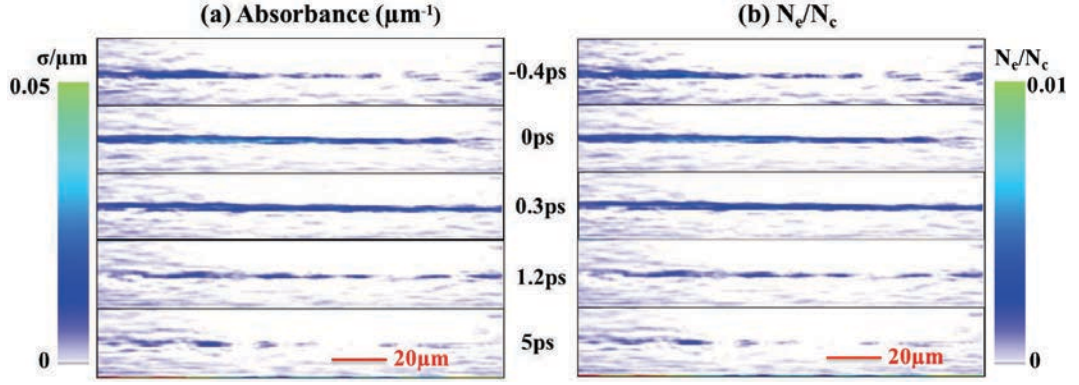 (a) Absorbance (μm⁻¹)
(b) Nₑ/N꜀
σ/μm
0.05
0
-0.4ps
0ps
0.3ps
1.2ps
5ps
20μm
20μm
Nₑ/N꜀
0.01
0